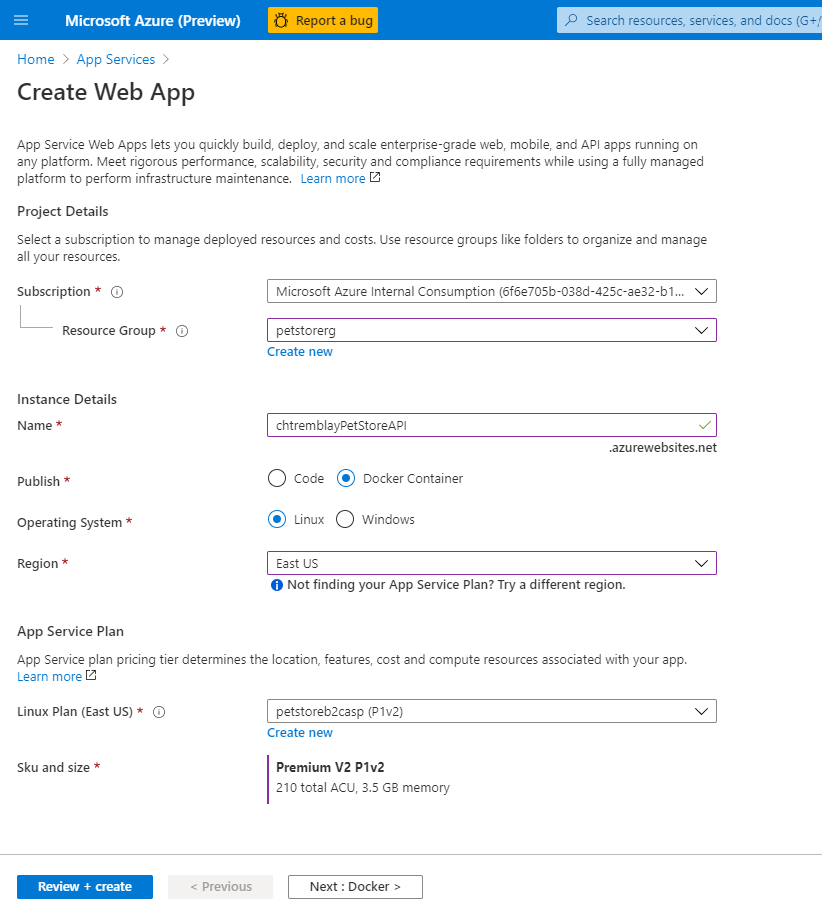 Microsoft Azure (Preview)
Report a bug
Search resources, services, and docs (G+/
Home > App Services >
Create Web App
App Service Web Apps lets you quickly build, deploy, and scale enterprise-grade web, mobile, and API apps running on
any platform. Meet rigorous performance, scalability, security and compliance requirements while using a fully managed
platform to perform infrastructure maintenance. Learn more
Project Details
Select a subscription to manage deployed resources and costs. Use resource groups like folders to organize and manage
all your resources.
Subscription *
Microsoft Azure Internal Consumption (6f6e705b-038d-425c-ae32-b1...
Resource Group *
petstorerg
Create new
Instance Details
Name *
chtremblayPetStoreAPI
.azurewebsites.net
Publish *
Code
Docker Container
Operating System *
Linux
Windows
Region *
East US
Not finding your App Service Plan? Try a different region.
App Service Plan
App Service plan pricing tier determines the location, features, cost and compute resources associated with your app.
Learn more
Linux Plan (East US) *
petstoreb2casp (P1v2)
Create new
Sku and size *
Premium V2 P1v2
210 total ACU, 3.5 GB memory
Review + create
< Previous
Next : Docker >